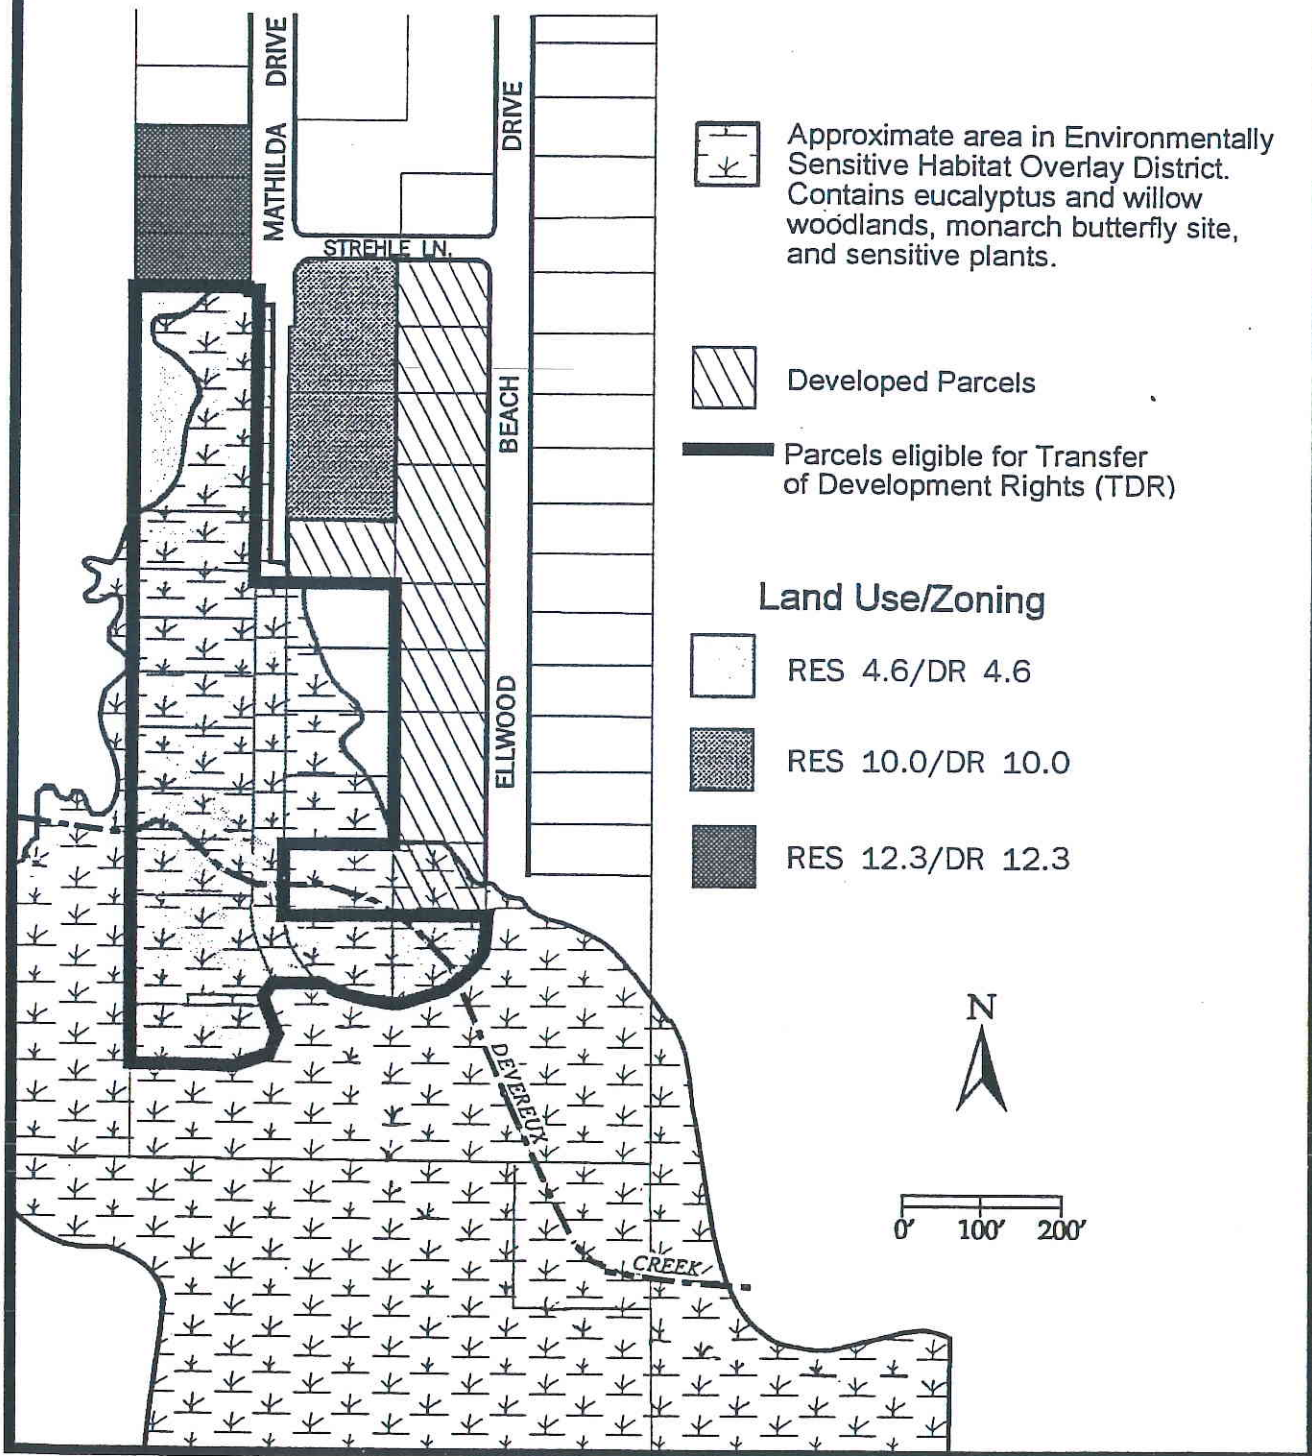 MATHILDA DRIVE
DRIVE
BEACH
ELLWOOD
STREHLE LN.
Approximate area in Environmentally
Sensitive Habitat Overlay District.
Contains eucalyptus and willow
woodlands, monarch butterfly site,
and sensitive plants.
Developed Parcels
Parcels eligible for Transfer
of Development Rights (TDR)
Land Use/Zoning
RES 4.6/DR 4.6
RES 10.0/DR 10.0
RES 12.3/DR 12.3
N
0' 100' 200'
DEVEREUX
CREEK